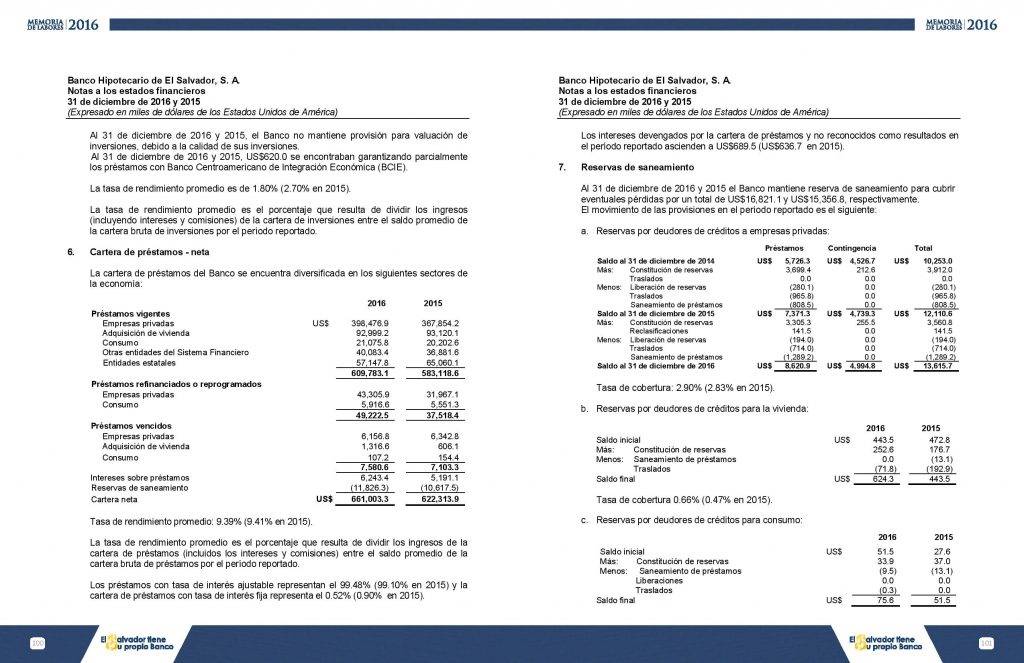 MEMORIA DE LABORES 2016
Banco Hipotecario de El Salvador, S. A.
Notas a los estados financieros
31 de diciembre de 2016 y 2015
(Expresado en miles de dólares de los Estados Unidos de América)
Al 31 de diciembre de 2016 y 2015, el Banco no mantiene provisión para valuación de
inversiones, debido a la calidad de sus inversiones.
Al 31 de diciembre de 2016 y 2015, US$620.0 se encontraban garantizando parcialmente
los préstamos con Banco Centroamericano de Integración Económica (BCIE).
La tasa de rendimiento promedio es de 1.80% (2.70% en 2015).
La tasa de rendimiento promedio es el porcentaje que resulta de dividir los ingresos
(incluyendo intereses y comisiones) de la cartera de inversiones entre el saldo promedio de
la cartera bruta de inversiones por el período reportado.
6. Cartera de préstamos - neta
La cartera de préstamos del Banco se encuentra diversificada en los siguientes sectores de
la economía:
2016 2015
Préstamos vigentes
Empresas privadas US$ 398,476.9 367,854.2
Adquisición de vivienda 92,999.2 93,120.1
Consumo 21,075.8 20,202.6
Otras entidades del Sistema Financiero 40,083.4 36,881.6
Entidades estatales 57,147.8 65,060.1
609,783.1 583,118.6
Préstamos refinanciados o reprogramados
Empresas privadas 43,305.9 31,967.1
Consumo 5,916.6 5,551.3
49,222.5 37,518.4
Préstamos vencidos
Empresas privadas 6,156.8 6,342.8
Adquisición de vivienda 1,316.6 606.1
Consumo 107.2 154.4
7,580.6 7,103.3
Intereses sobre préstamos 6,243.4 5,191.1
Reservas de saneamiento (11,826.3) (10,617.5)
Cartera neta US$ 661,003.3 622,313.9
Tasa de rendimiento promedio: 9.39% (9.41% en 2015).
La tasa de rendimiento promedio es el porcentaje que resulta de dividir los ingresos de la
cartera de préstamos (incluidos los intereses y comisiones) entre el saldo promedio de la
cartera bruta de préstamos por el periodo reportado.
Los préstamos con tasa de interés ajustable representan el 99.48% (99.10% en 2015) y la
cartera de préstamos con tasa de interés fija representa el 0.52% (0.90% en 2015).
200
El Salvador tiene
su propio Banco
MEMORIA DE LABORES 2016
Banco Hipotecario de El Salvador, S. A.
Notas a los estados financieros
31 de diciembre de 2016 y 2015
(Expresado en miles de dólares de los Estados Unidos de América)
Los intereses devengados por la cartera de préstamos y no reconocidos como resultados en
el período reportado ascienden a US$689.5 (US$636.7 en 2015).
7. Reservas de saneamiento
Al 31 de diciembre de 2016 y 2015 el Banco mantiene reserva de saneamiento para cubrir
eventuales pérdidas por un total de US$16,821.1 y US$15,356.8, respectivamente.
El movimiento de las provisiones en el periodo reportado es el siguiente:
a. Reservas por deudores de créditos a empresas privadas:
Préstamos Contingencia Total
Saldo al 31 de diciembre de 2014 US$ 5,726.3 US$ 4,526.7 US$ 10,253.0
Más: Constitución de reservas 3,699.4 212.6 3,912.0
Traslados 0.0 0.0 0.0
Menos: Liberación de reservas (280.1) 0.0 (280.1)
Traslados (965.8) 0.0 (965.8)
Saneamiento de préstamos (808.5) 0.0 (808.5)
Saldo al 31 de diciembre de 2015 US$ 7,371.3 US$ 4,739.3 US$ 12,110.6
Más: Constitución de reservas 3,305.3 255.5 3,560.8
Reclasificaciones 141.5 0.0 141.5
Menos: Liberación de reservas (194.0) 0.0 (194.0)
Traslados (714.0) 0.0 (714.0)
Saneamiento de préstamos (1,289.2) 0.0 (1,289.2)
Saldo al 31 de diciembre de 2016 US$ 8,620.9 US$ 4,994.8 US$ 13,615.7
Tasa de cobertura: 2.90% (2.83% en 2015).
b. Reservas por deudores de créditos para la vivienda:
2016 2015
Saldo inicial US$ 443.5 472.8
Más: Constitución de reservas 252.6 176.7
Menos: Saneamiento de préstamos 0.0 (13.1)
Traslados (71.8) (192.9)
Saldo final US$ 624.3 443.5
Tasa de cobertura 0.66% (0.47% en 2015).
c. Reservas por deudores de créditos para consumo:
2016 2015
Saldo inicial US$ 51.5 27.6
Más: Constitución de reservas 33.9 37.0
Menos: Saneamiento de préstamos (9.5) (13.1)
Liberaciones 0.0 0.0
Traslados (0.3) 0.0
Saldo final US$ 75.6 51.5
El Salvador tiene
su propio Banco
101